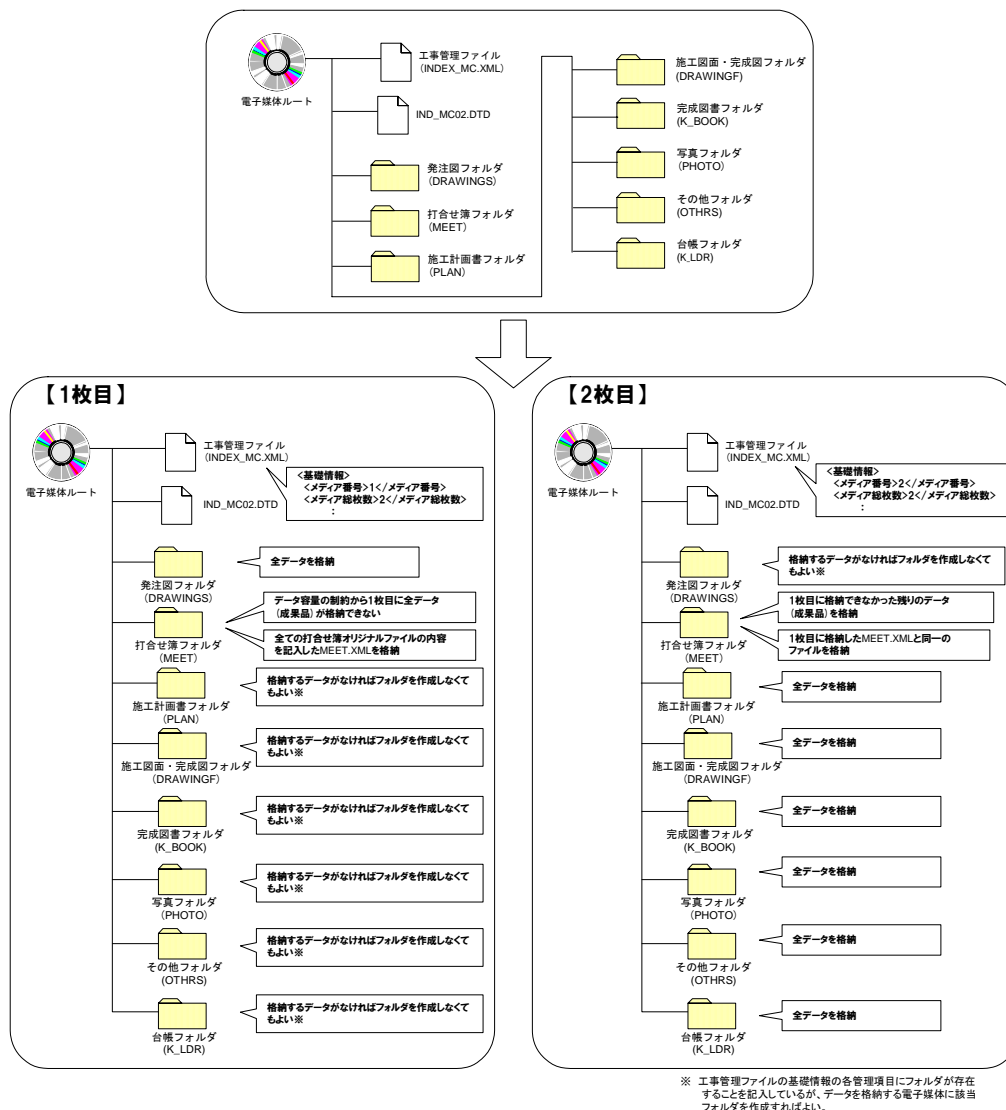 電子媒体ルート
工事管理ファイル
(INDEX_MC.XML)
IND_MC02.DTD
発注図フォルダ
(DRAWINGS)
打合せ簿フォルダ
(MEET)
施工計画書フォルダ
(PLAN)
施工図面・完成図フォルダ
(DRAWINGF)
完成図書フォルダ
(K_BOOK)
写真フォルダ
(PHOTO)
その他フォルダ
(OTHRS)
台帳フォルダ
(K_LDR)
【1枚目】
電子媒体ルート
工事管理ファイル
(INDEX_MC.XML)
<基礎情報>
<メディア番号>1</メディア番号>
<メディア総枚数>2</メディア総枚数>
:
IND_MC02.DTD
発注図フォルダ
(DRAWINGS)
全データを格納
打合せ簿フォルダ
(MEET)
データ容量の制約から1枚目に全データ
(成果品)が格納できない
全ての打合せ簿オリジナルファイルの内容
を記入したMEET.XMLを格納
施工計画書フォルダ
(PLAN)
格納するデータがなければフォルダを作成しなくて
もよい※
施工図面・完成図フォルダ
(DRAWINGF)
格納するデータがなければフォルダを作成しなくて
もよい※
完成図書フォルダ
(K_BOOK)
格納するデータがなければフォルダを作成しなくて
もよい※
写真フォルダ
(PHOTO)
格納するデータがなければフォルダを作成しなくて
もよい※
その他フォルダ
(OTHRS)
格納するデータがなければフォルダを作成しなくて
もよい※
台帳フォルダ
(K_LDR)
格納するデータがなければフォルダを作成しなくて
もよい※
【2枚目】
電子媒体ルート
工事管理ファイル
(INDEX_MC.XML)
<基礎情報>
<メディア番号>2</メディア番号>
<メディア総枚数>2</メディア総枚数>
:
IND_MC02.DTD
発注図フォルダ
(DRAWINGS)
格納するデータがなければフォルダを作成しなくて
もよい※
打合せ簿フォルダ
(MEET)
1枚目に格納できなかった残りのデータ
(成果品)を格納
1枚目に格納したMEET.XMLと同一の
ファイルを格納
施工計画書フォルダ
(PLAN)
全データを格納
施工図面・完成図フォルダ
(DRAWINGF)
全データを格納
完成図書フォルダ
(K_BOOK)
全データを格納
写真フォルダ
(PHOTO)
全データを格納
その他フォルダ
(OTHRS)
全データを格納
台帳フォルダ
(K_LDR)
全データを格納
※ 工事管理ファイルの基礎情報の各管理項目にフォルダが存在
することを記入しているが、データを格納する電子媒体に該当
フォルダを作成すればよい。